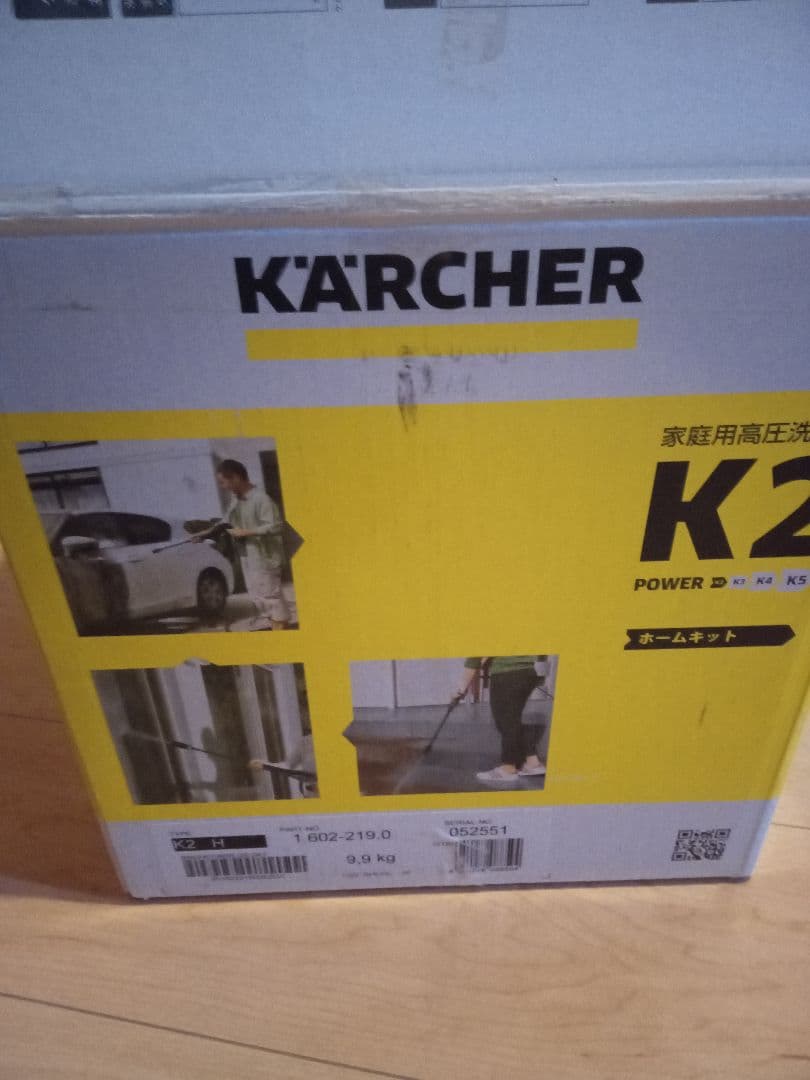 KÄRCHER
家庭用高圧洗
K2
POWER K2 K3 K4 K5
ホームキット
TYPE PART NO. SERIAL NO.
K2 H 1.602-219.0 052551
9,9 kg